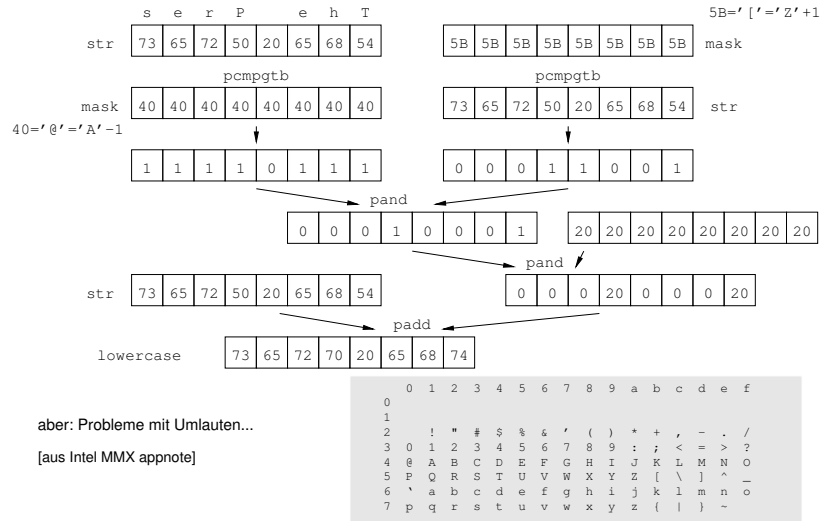 s e r P e h T 5B='['='Z'+1
str 73 65 72 50 20 65 68 54 5B 5B 5B 5B 5B 5B 5B 5B mask
pcmpgtb pcmpgtb
mask 40 40 40 40 40 40 40 40 73 65 72 50 20 65 68 54 str
40='@'='A'-1
1 1 1 1 0 1 1 1 0 0 0 1 1 0 0 1
pand
0 0 0 1 0 0 0 1 20 20 20 20 20 20 20 20
pand
str 73 65 72 50 20 65 68 54 0 0 0 20 0 0 0 20
padd
lowercase 73 65 72 70 20 65 68 74
aber: Probleme mit Umlauten...
[aus Intel MMX appnote]
0 1 2 3 4 5 6 7 8 9 a b c d e f
0
1
2 ! " # $ % & ' ( ) * + , - . /
3 0 1 2 3 4 5 6 7 8 9 : ; < = > ?
4 @ A B C D E F G H I J K L M N O
5 P Q R S T U V W X Y Z [ \ ] ^ _
6 ` a b c d e f g h i j k l m n o
7 p q r s t u v w x y z { | } ~